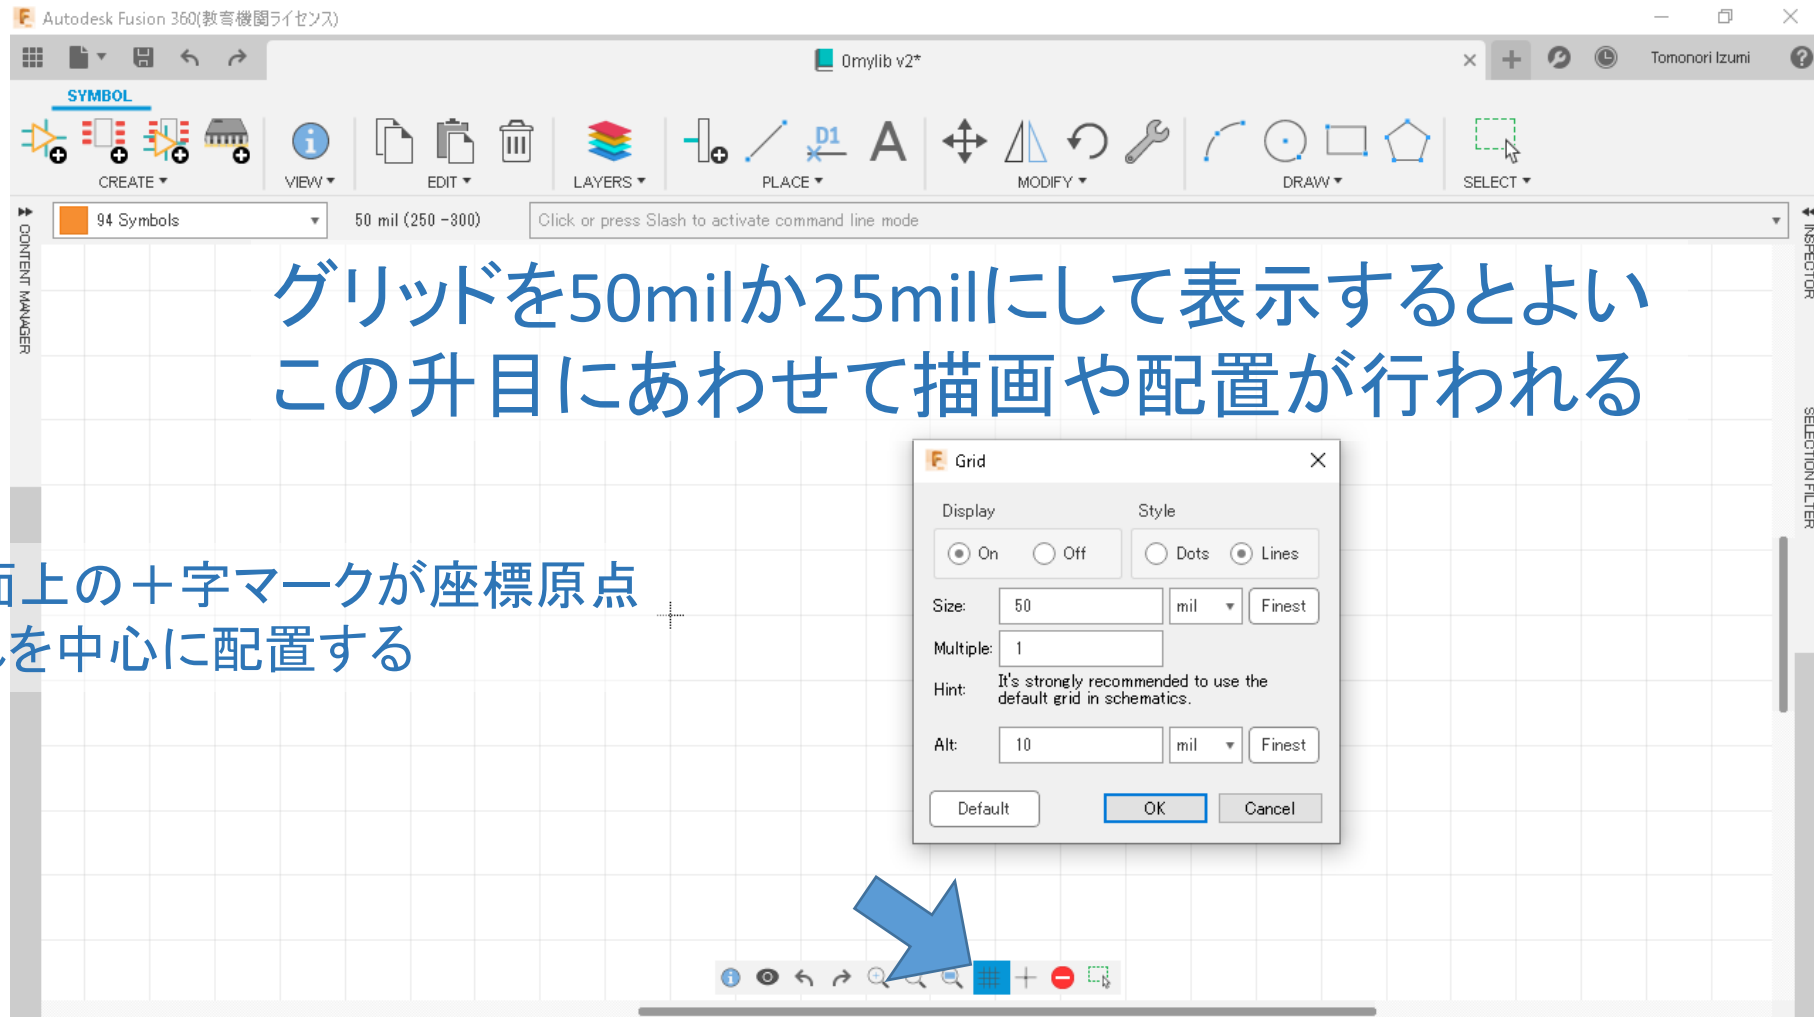 Autodesk Fusion 360(教育機関ライセンス)
0mylib v2*
Tomonori Izumi
SYMBOL
CREATE
VIEW
EDIT
LAYERS
D1
A
PLACE
MODIFY
DRAW
SELECT
94 Symbols
50 mil (250 -300)
Click or press Slash to activate command line mode
CONTENT MANAGER
INSPECTOR
SELECTION FILTER
グリッドを50milか25milにして表示するとよい
この升目にあわせて描画や配置が行われる
面上の＋字マークが座標原点
を中心に配置する
Grid
Display
Style
On
Off
Dots
Lines
Size:
50
mil
Finest
Multiple:
1
Hint:
It's strongly recommended to use the
default grid in schematics.
Alt:
10
mil
Finest
Default
OK
Cancel